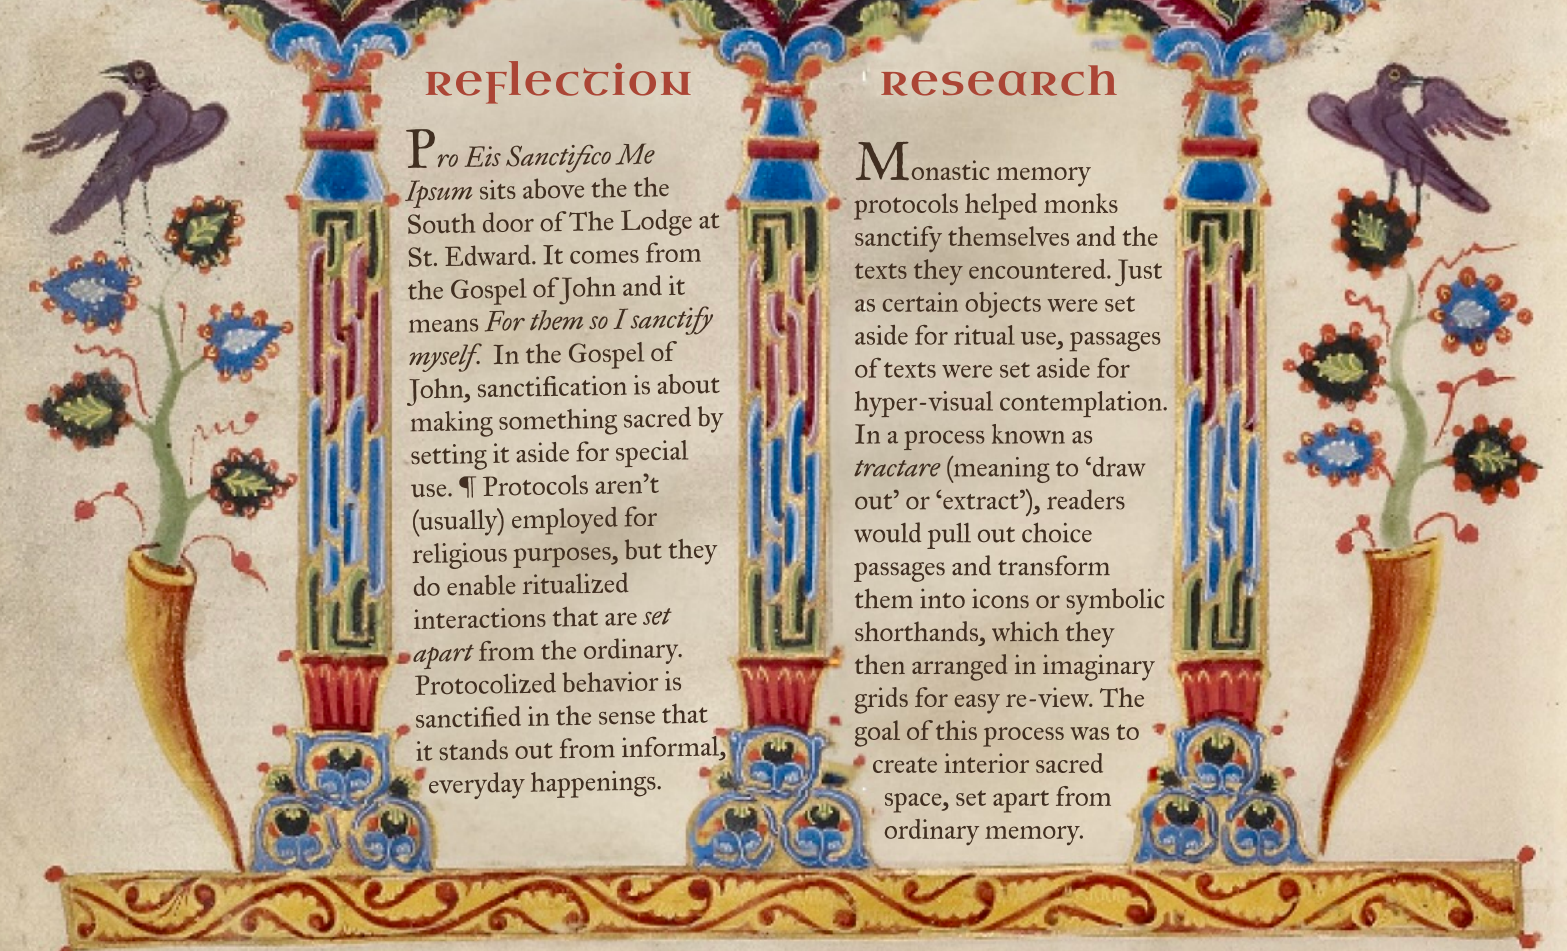 Reflection
Pro Eis Sanctifico Me
Ipsum sits above the the
South door of The Lodge at
St. Edward. It comes from
the Gospel of John and it
means For them so I sanctify
myself. In the Gospel of
John, sanctification is about
making something sacred by
setting it aside for special
use. ¶ Protocols aren’t
(usually) employed for
religious purposes, but they
do enable ritualized
interactions that are set
apart from the ordinary.
Protocolized behavior is
sanctified in the sense that
it stands out from informal,
everyday happenings.
Research
Monastic memory
protocols helped monks
sanctify themselves and the
texts they encountered. Just
as certain objects were set
aside for ritual use, passages
of texts were set aside for
hyper-visual contemplation.
In a process known as
tractare (meaning to ‘draw
out’ or ‘extract’), readers
would pull out choice
passages and transform
them into icons or symbolic
shorthands, which they
then arranged in imaginary
grids for easy re-view. The
goal of this process was to
create interior sacred
space, set apart from
ordinary memory.